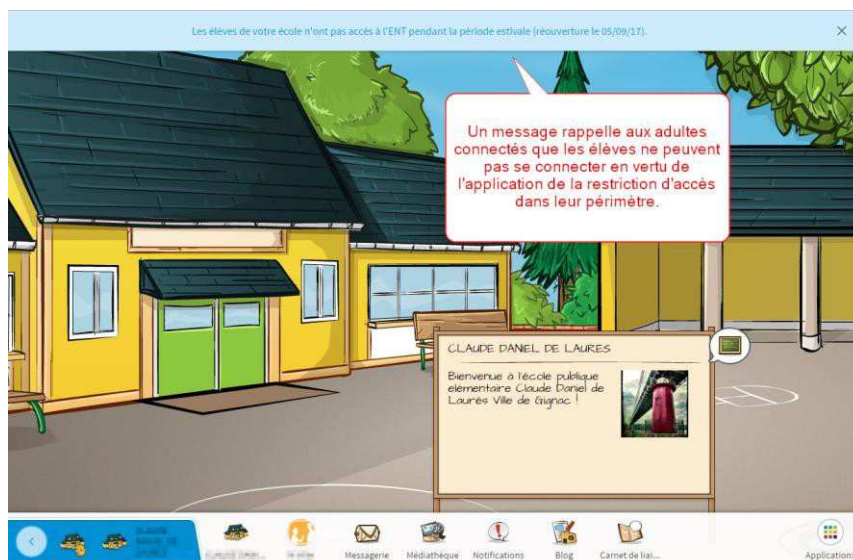 Les élèves de votre école n'ont pas accès à l'ENT pendant la période estivale (réouverture le 05/09/17).
Un message rappelle aux adultes
connectés que les élèves ne peuvent
pas se connecter en vertu de
l'application de la restriction d'accès
dans leur périmètre.
CLAUDE DANIEL DE LAURES
Bienvenue à l'école publique
élémentaire Claude Daniel de
Laurès Ville de Gignac !
Messagerie Médiathèque Notifications Blog Carnet de liai... Applications